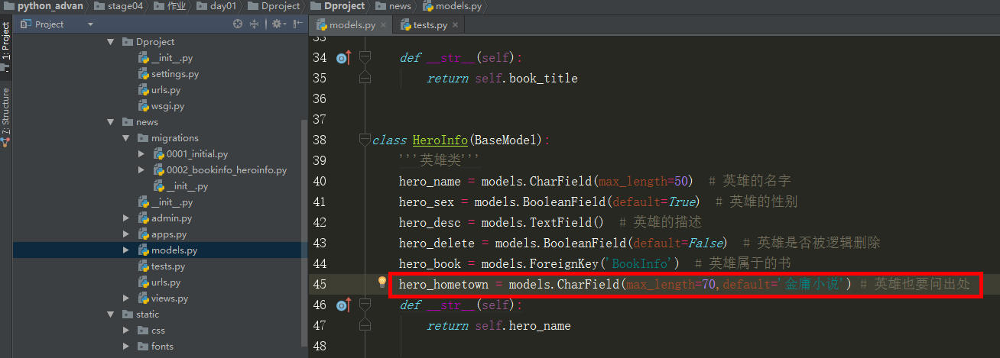 python_advan stage04 作业 day01 Dproject Dproject news models.py
1: Project
7: Structure
Project
models.py tests.py
Dproject
__init__.py
settings.py
urls.py
wsgi.py
news
migrations
0001_initial.py
0002_bookinfo_heroinfo.py
__init__.py
__init__.py
admin.py
apps.py
models.py
tests.py
urls.py
views.py
static
css
fonts
33
34 def __str__(self):
35 return self.book_title
36
37
38 class HeroInfo(BaseModel):
39 '''英雄类'''
40 hero_name = models.CharField(max_length=50) # 英雄的名字
41 hero_sex = models.BooleanField(default=True) # 英雄的性别
42 hero_desc = models.TextField() # 英雄的描述
43 hero_delete = models.BooleanField(default=False) # 英雄是否被逻辑删除
44 hero_book = models.ForeignKey('BookInfo') # 英雄属于的书
45 hero_hometown = models.CharField(max_length=70,default='金庸小说') # 英雄也要问出处
46 def __str__(self):
47 return self.hero_name
48